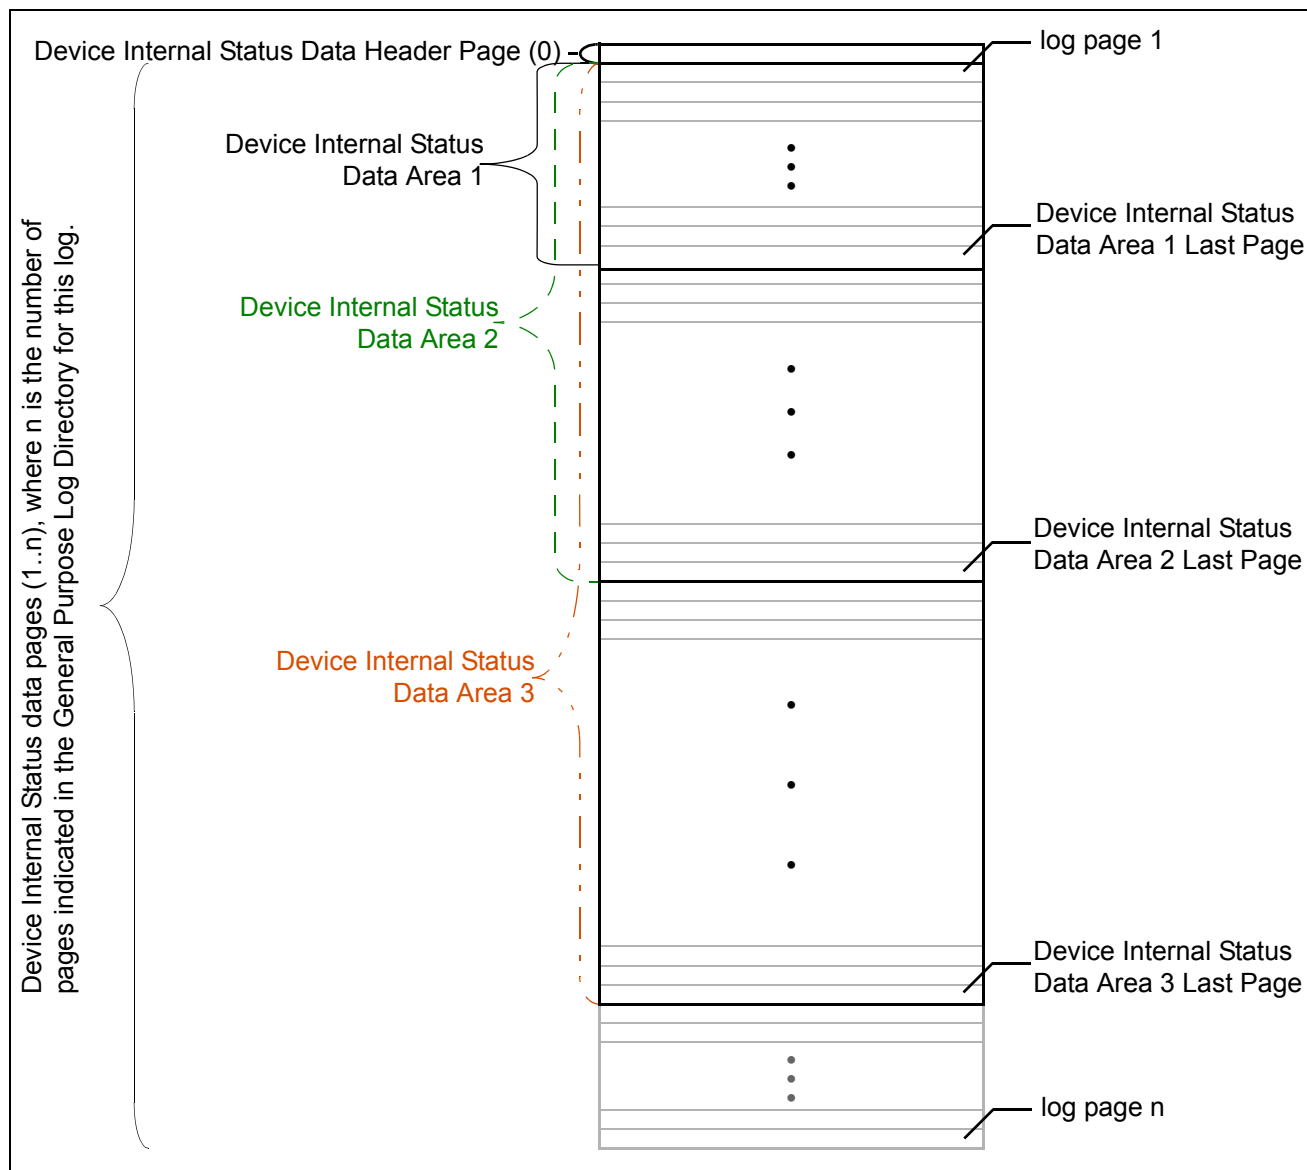 Device Internal Status Data Header Page (0)
log page 1
Device Internal Status
Data Area 1
Device Internal Status
Data Area 1 Last Page
Device Internal Status
Data Area 2
Device Internal Status
Data Area 2 Last Page
Device Internal Status
Data Area 3
Device Internal Status
Data Area 3 Last Page
log page n
Device Internal Status data pages (1..n), where n is the number of
pages indicated in the General Purpose Log Directory for this log.